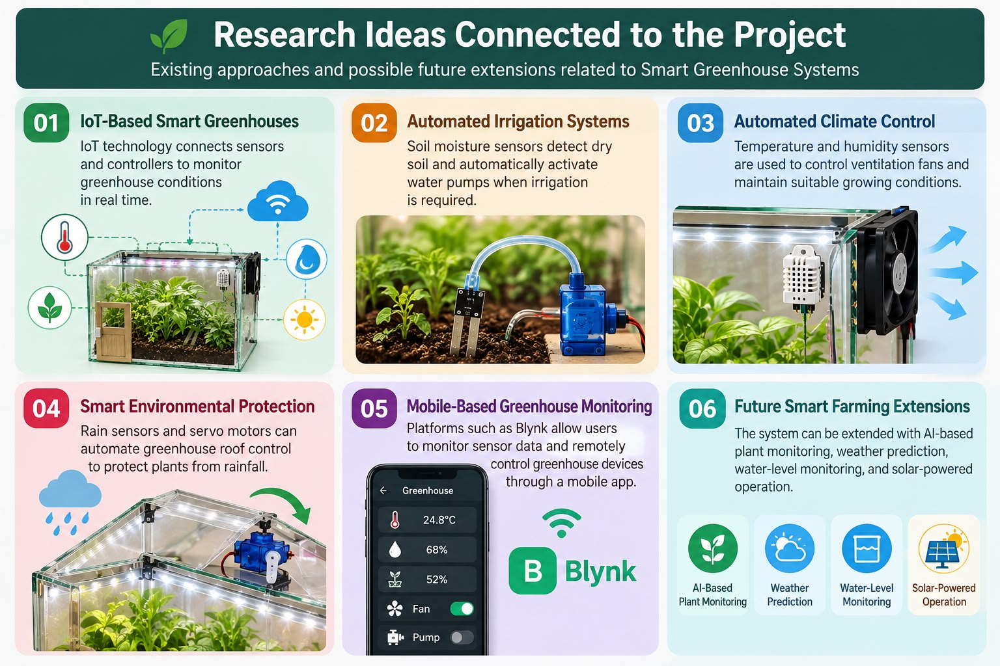 Research Ideas Connected to the Project
Existing approaches and possible future extensions related to Smart Greenhouse Systems
01
IoT-Based Smart Greenhouses
IoT technology connects sensors
and controllers to monitor
greenhouse conditions
in real time.
02
Automated Irrigation Systems
Soil moisture sensors detect dry
soil and automatically activate
water pumps when irrigation
is required.
03
Automated Climate Control
Temperature and humidity sensors
are used to control ventilation fans and
maintain suitable growing conditions.
04
Smart Environmental Protection
Rain sensors and servo motors can
automate greenhouse roof control
to protect plants from rainfall.
05
Mobile-Based Greenhouse Monitoring
Platforms such as Blynk allow users
to monitor sensor data and remotely
control greenhouse devices
through a mobile app.
Greenhouse
24.8°C
68%
52%
Fan
Pump
B Blynk
06
Future Smart Farming Extensions
The system can be extended with AI-based
plant monitoring, weather prediction,
water-level monitoring, and solar-powered
operation.
AI-Based
Plant Monitoring
Weather
Prediction
Water-Level
Monitoring
Solar-Powered
Operation